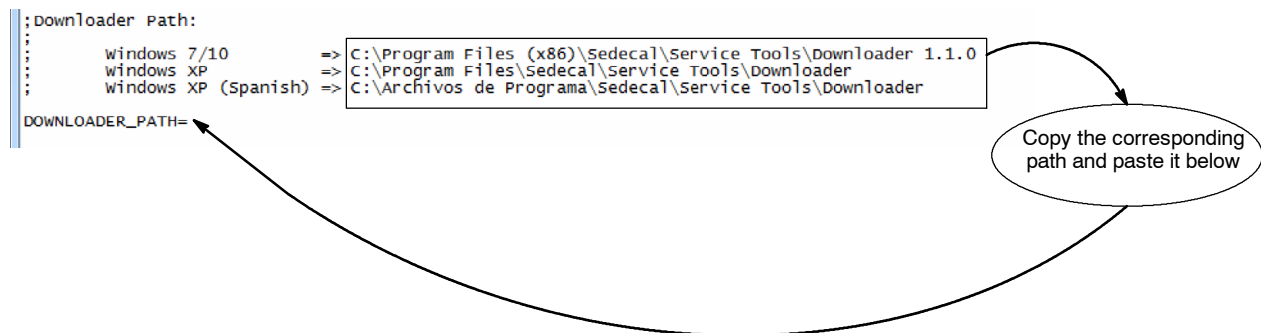 ;Downloader Path:
;
;       Windows 7/10         => C:\Program Files (x86)\Sedecal\Service Tools\Downloader 1.1.0
;       Windows XP           => C:\Program Files\Sedecal\Service Tools\Downloader
;       Windows XP (Spanish) => C:\Archivos de Programa\Sedecal\Service Tools\Downloader
DOWNLOADER_PATH=
Copy the corresponding
path and paste it below